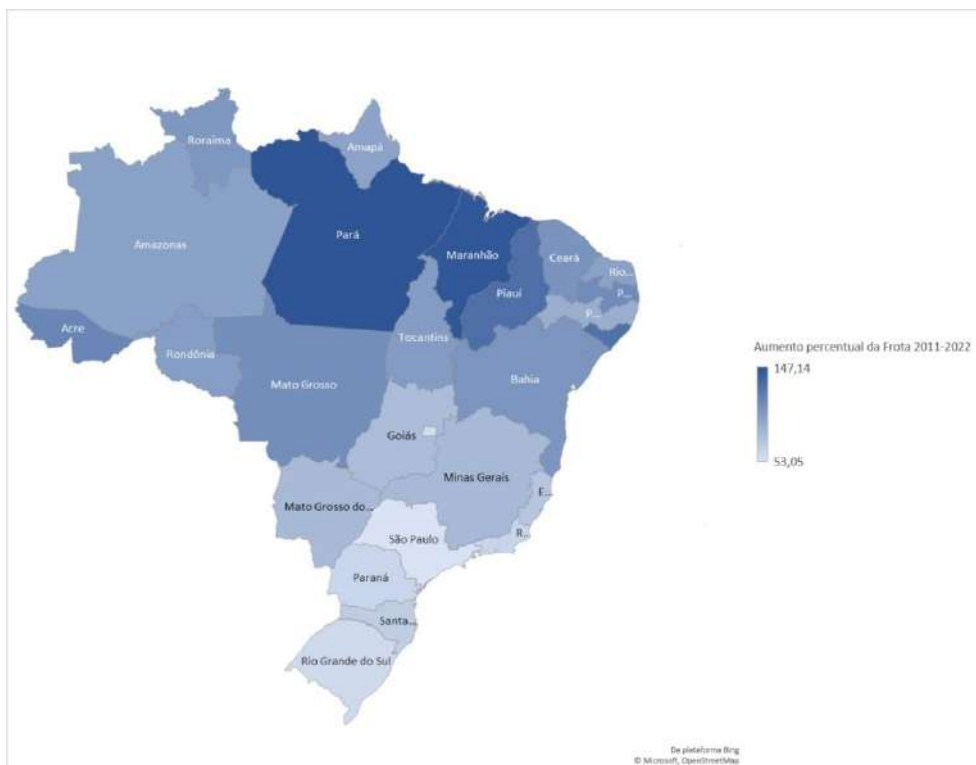 Roraima
Amapá
Amazonas
Pará
Maranhão
Ceará
Rio...
P...
Piauí
P...
Acre
Rondônia
Tocantins
Mato Grosso
Bahia
Goiás
Minas Gerais
E...
Mato Grosso do...
R...
São Paulo
Paraná
Santa...
Rio Grande do Sul
Aumento percentual da Frota 2011-2022
147,14
53,05
Da plataforma Bing
© Microsoft, OpenStreetMap